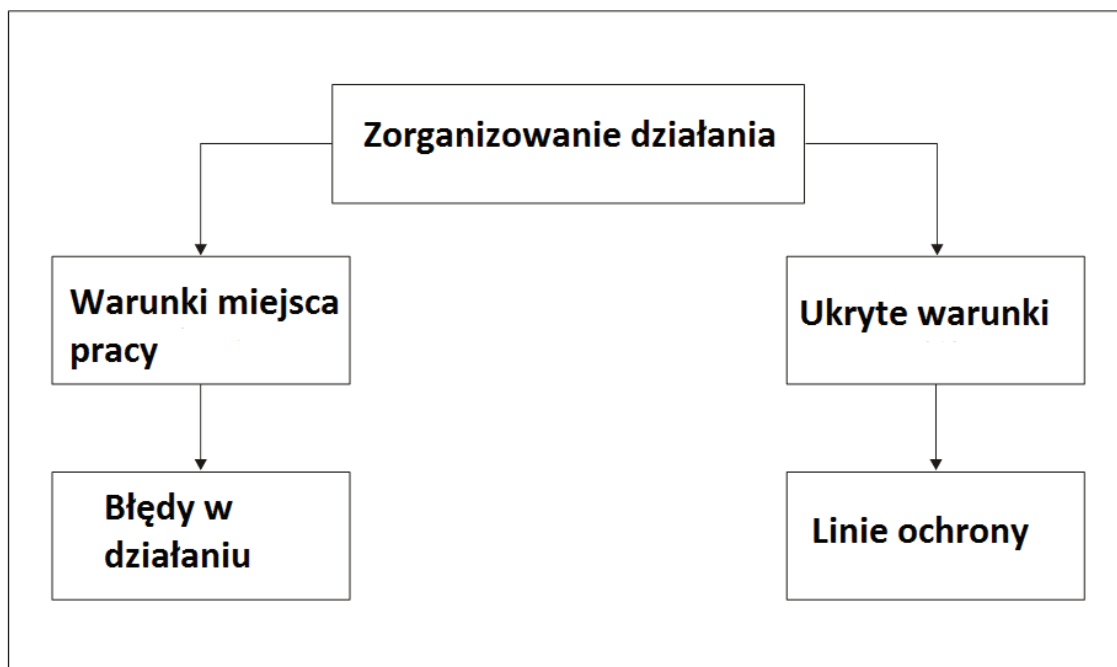 Zorganizowanie działania
Warunki miejsca
pracy
Ukryte warunki
Błędy w
działaniu
Linie ochrony